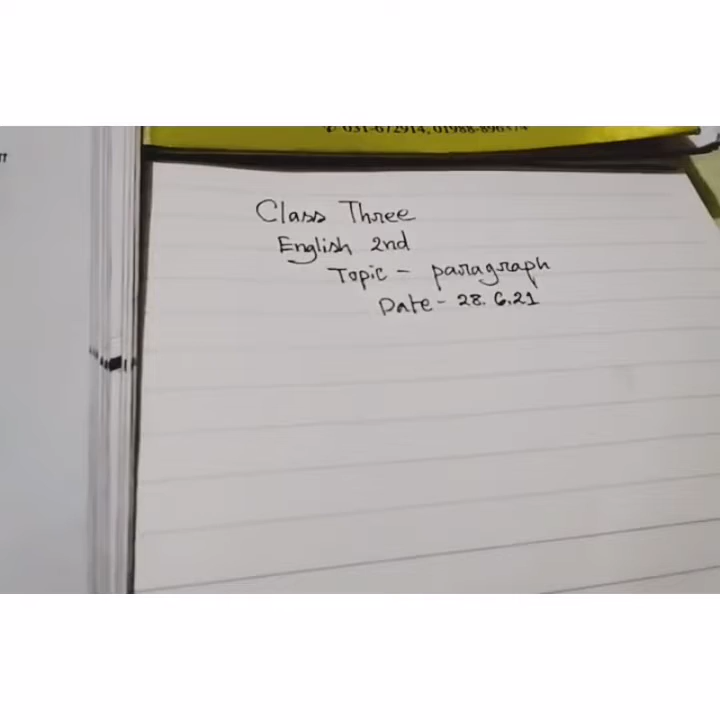 Class Three
English 2nd
Topic - paragraph
Date - 28.6.21